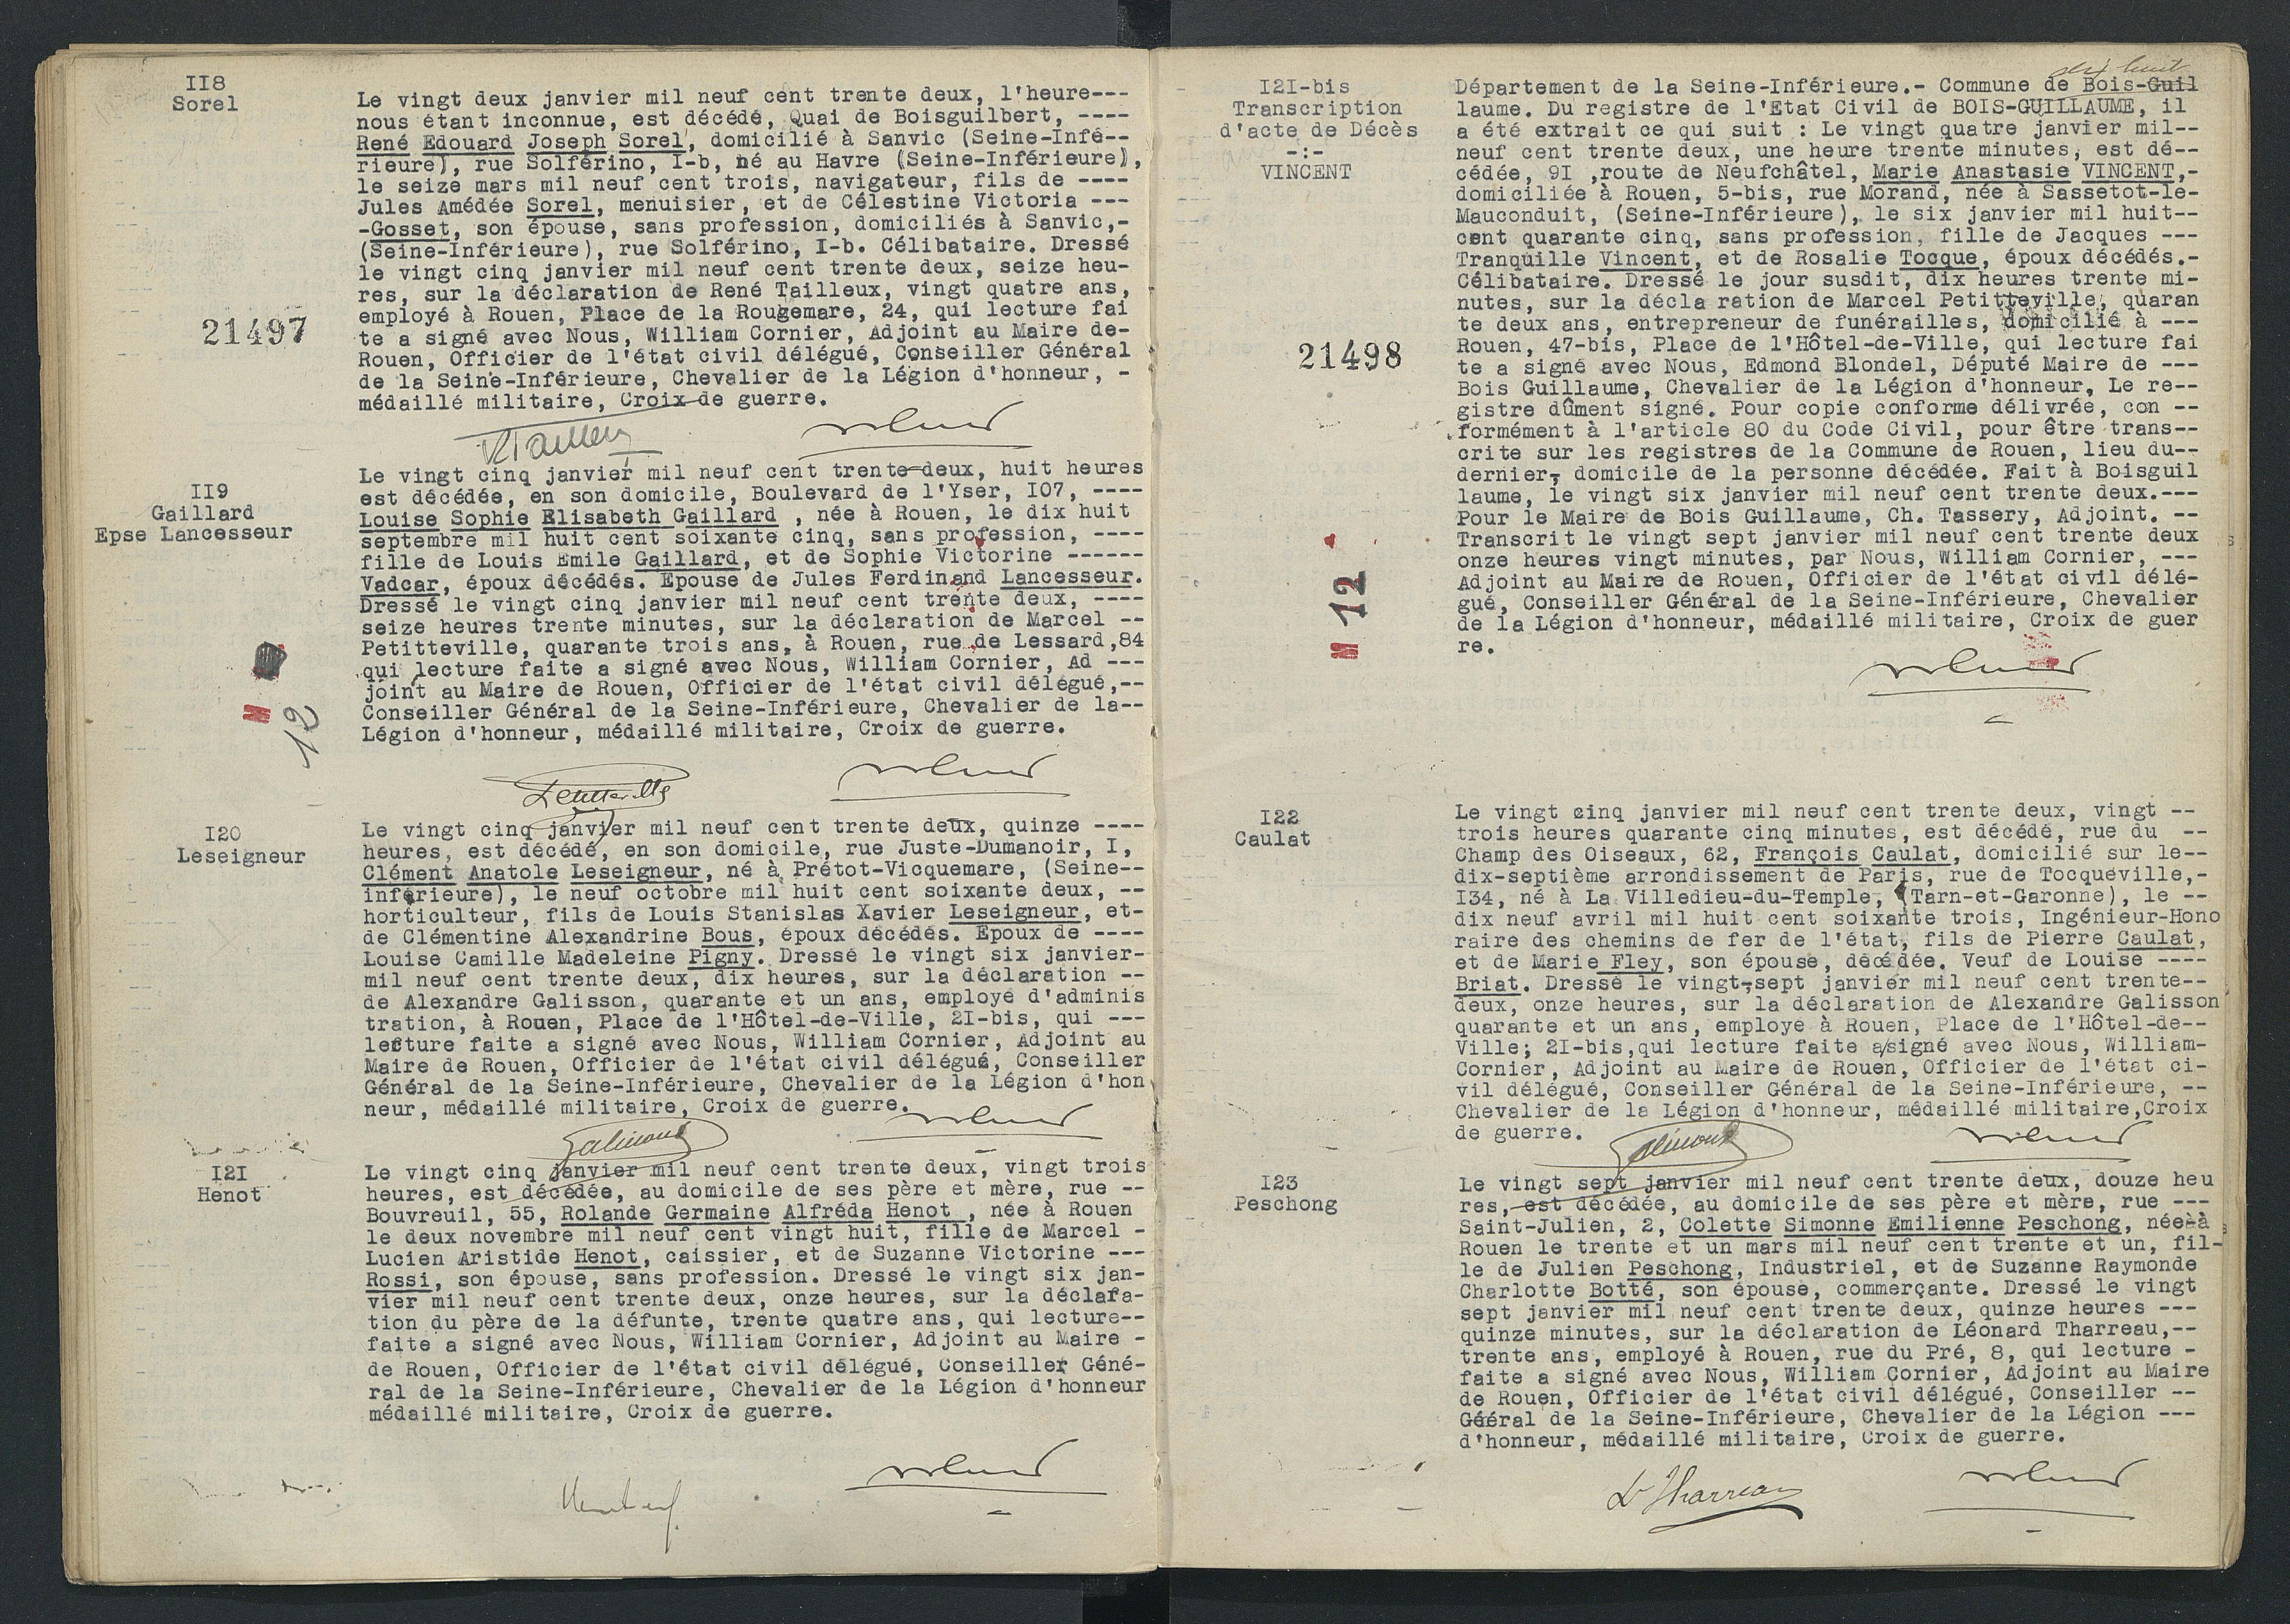 II8
Sorel
Le vingt deux janvier mil neuf cent trente deux, l'heure---
nous étant inconnue, est décédé, Quai de Boisguilbert, ----
René Edouard Joseph Sorel, domicilié à Sanvic (Seine-Infé--
rieure), rue Solférino, I-b, né au Havre (Seine-Inférieure),
le seize mars mil neuf cent trois, navigateur, fils de ----
Jules Amédée Sorel, menuisier, et de Célestine Victoria ---
-Gosset, son épouse, sans profession, domiciliés à Sanvic,-
(Seine-Inférieure), rue Solférino, I-b. Célibataire. Dressé
le vingt cinq janvier mil neuf cent trente deux, seize heu-
res, sur la déclaration de René Tailleux, vingt quatre ans,
employé à Rouen, Place de la Rougemare, 24, qui lecture fai
te a signé avec Nous, William Cornier, Adjoint au Maire de-
Rouen, Officier de l'état civil délégué, Conseiller Général
de la Seine-Inférieure, Chevalier de la Légion d'honneur, -
médaillé militaire, Croix de guerre.
21497
II9
Gaillard
Epse Lancesseur
Le vingt cinq janvier mil neuf cent trente deux, huit heures
est décédée, en son domicile, Boulevard de l'Yser, I07, ----
Louise Sophie Elisabeth Gaillard , née à Rouen, le dix huit
septembre mil huit cent soixante cinq, sans profession, ----
fille de Louis Emile Gaillard, et de Sophie Victorine ------
Vadcar, époux décédés. Epouse de Jules Ferdinand Lancesseur.
Dressé le vingt cinq janvier mil neuf cent trente deux, ----
seize heures trente minutes, sur la déclaration de Marcel --
Petitteville, quarante trois ans, à Rouen, rue de Lessard,84
qui lecture faite a signé avec Nous, William Cornier, Ad ---
joint au Maire de Rouen, Officier de l'état civil délégué,--
Conseiller Général de la Seine-Inférieure, Chevalier de la--
Légion d'honneur, médaillé militaire, Croix de guerre.
M
12
I20
Leseigneur
Le vingt cinq janvier mil neuf cent trente deux, quinze ----
heures, est décédé, en son domicile, rue Juste-Dumanoir, I,
Clément Anatole Leseigneur, né à Prétot-Vicquemare, (Seine--
inférieure), le neuf octobre mil huit cent soixante deux, --
horticulteur, fils de Louis Stanislas Xavier Leseigneur, et-
de Clémentine Alexandrine Bous, époux décédés. Epoux de ----
Louise Camille Madeleine Pigny. Dressé le vingt six janvier-
mil neuf cent trente deux, dix heures, sur la déclaration --
de Alexandre Galisson, quarante et un ans, employé d'adminis
tration, à Rouen, Place de l'Hôtel-de-Ville, 2I-bis, qui ---
lecture faite a signé avec Nous, William Cornier, Adjoint au
Maire de Rouen, Officier de l'état civil délégué, Conseiller
Général de la Seine-Inférieure, Chevalier de la Légion d'hon
neur, médaillé militaire, Croix de guerre.
I2I
Henot
Le vingt cinq janvier mil neuf cent trente deux, vingt trois
heures, est décédée, au domicile de ses père et mère, rue --
Bouvreuil, 55, Rolande Germaine Alfréda Henot , née à Rouen
le deux novembre mil neuf cent vingt huit, fille de Marcel -
Lucien Aristide Henot, caissier, et de Suzanne Victorine ---
Rossi, son épouse, sans profession. Dressé le vingt six jan-
vier mil neuf cent trente deux, onze heures, sur la déclara-
tion du père de la défunte, trente quatre ans, qui lecture--
faite a signé avec Nous, William Cornier, Adjoint au Maire -
de Rouen, Officier de l'état civil délégué, Conseiller Géné-
ral de la Seine-Inférieure, Chevalier de la Légion d'honneur
médaillé militaire, Croix de guerre.
I2I-bis
Transcription
d'acte de Décès
-:-
VINCENT
dix huit
Département de la Seine-Inférieure.- Commune de Bois-Guil
laume. Du registre de l'Etat Civil de BOIS-GUILLAUME, il
a été extrait ce qui suit : Le vingt quatre janvier mil--
neuf cent trente deux, une heure trente minutes, est dé--
cédée, 9I ,route de Neufchâtel, Marie Anastasie VINCENT,-
domiciliée à Rouen, 5-bis, rue Morand, née à Sassetot-le-
Mauconduit, (Seine-Inférieure), le six janvier mil huit--
cent quarante cinq, sans profession, fille de Jacques ---
Tranquille Vincent, et de Rosalie Tocque, époux décédés.-
Célibataire. Dressé le jour susdit, dix heures trente mi-
nutes, sur la décla ration de Marcel Petitteville, quaran
te deux ans, entrepreneur de funérailles, domicilié à ---
Rouen, 47-bis, Place de l'Hôtel-de-Ville, qui lecture fai
te a signé avec Nous, Edmond Blondel, Député Maire de ---
Bois Guillaume, Chevalier de la Légion d'honneur, Le re--
gistre dûment signé. Pour copie conforme délivrée, con --
formément à l'article 80 du Code Civil, pour être trans--
crite sur les registres de la Commune de Rouen, lieu du--
dernier- domicile de la personne décédée. Fait à Boisguil
laume, le vingt six janvier mil neuf cent trente deux.---
Pour le Maire de Bois Guillaume, Ch. Tassery, Adjoint. --
Transcrit le vingt sept janvier mil neuf cent trente deux
onze heures vingt minutes, par Nous, William Cornier, ---
Adjoint au Maire de Rouen, Officier de l'état civil délé-
gué, Conseiller Général de la Seine-Inférieure, Chevalier
de la Légion d'honneur, médaillé militaire, Croix de guer
re.
21498
M 12
I22
Caulat
Le vingt cinq janvier mil neuf cent trente deux, vingt --
trois heures quarante cinq minutes, est décédé, rue du --
Champ des Oiseaux, 62, François Caulat, domicilié sur le--
dix-septième arrondissement de Paris, rue de Tocqueville,-
I34, né à La Villedieu-du-Temple, (Tarn-et-Garonne), le --
dix neuf avril mil huit cent soixante trois, Ingénieur-Hono
raire des chemins de fer de l'état, fils de Pierre Caulat,
et de Marie Fley, son épouse, décédée. Veuf de Louise ----
Briat. Dressé le vingt-sept janvier mil neuf cent trente--
deux, onze heures, sur la déclaration de Alexandre Galisson
quarante et un ans, employe à Rouen, Place de l'Hôtel-de--
Ville; 2I-bis,qui lecture faite a/signé avec Nous, William-
Cornier, Adjoint au Maire de Rouen, Officier de l'état ci-
vil délégué, Conseiller Général de la Seine-Inférieure, --
Chevalier de la Légion d'honneur, médaillé militaire,Croix
de guerre.
I23
Peschong
Le vingt sept janvier mil neuf cent trente deux, douze heu
res, est décédée, au domicile de ses père et mère, rue ---
Saint-Julien, 2, Colette Simonne Emilienne Peschong, néeàà
Rouen le trente et un mars mil neuf cent trente et un, fil-
le de Julien Peschong, Industriel, et de Suzanne Raymonde
Charlotte Botté, son épouse, commerçante. Dressé le vingt
sept janvier mil neuf cent trente deux, quinze heures ---
quinze minutes, sur la déclaration de Léonard Tharreau,--
trente ans, employé à Rouen, rue du Pré, 8, qui lecture -
faite a signé avec Nous, William Cornier, Adjoint au Maire
de Rouen, Officier de l'état civil délégué, Conseiller --
Gééral de la Seine-Inférieure, Chevalier de la Légion ---
d'honneur, médaillé militaire, Croix de guerre.
L Tharreau